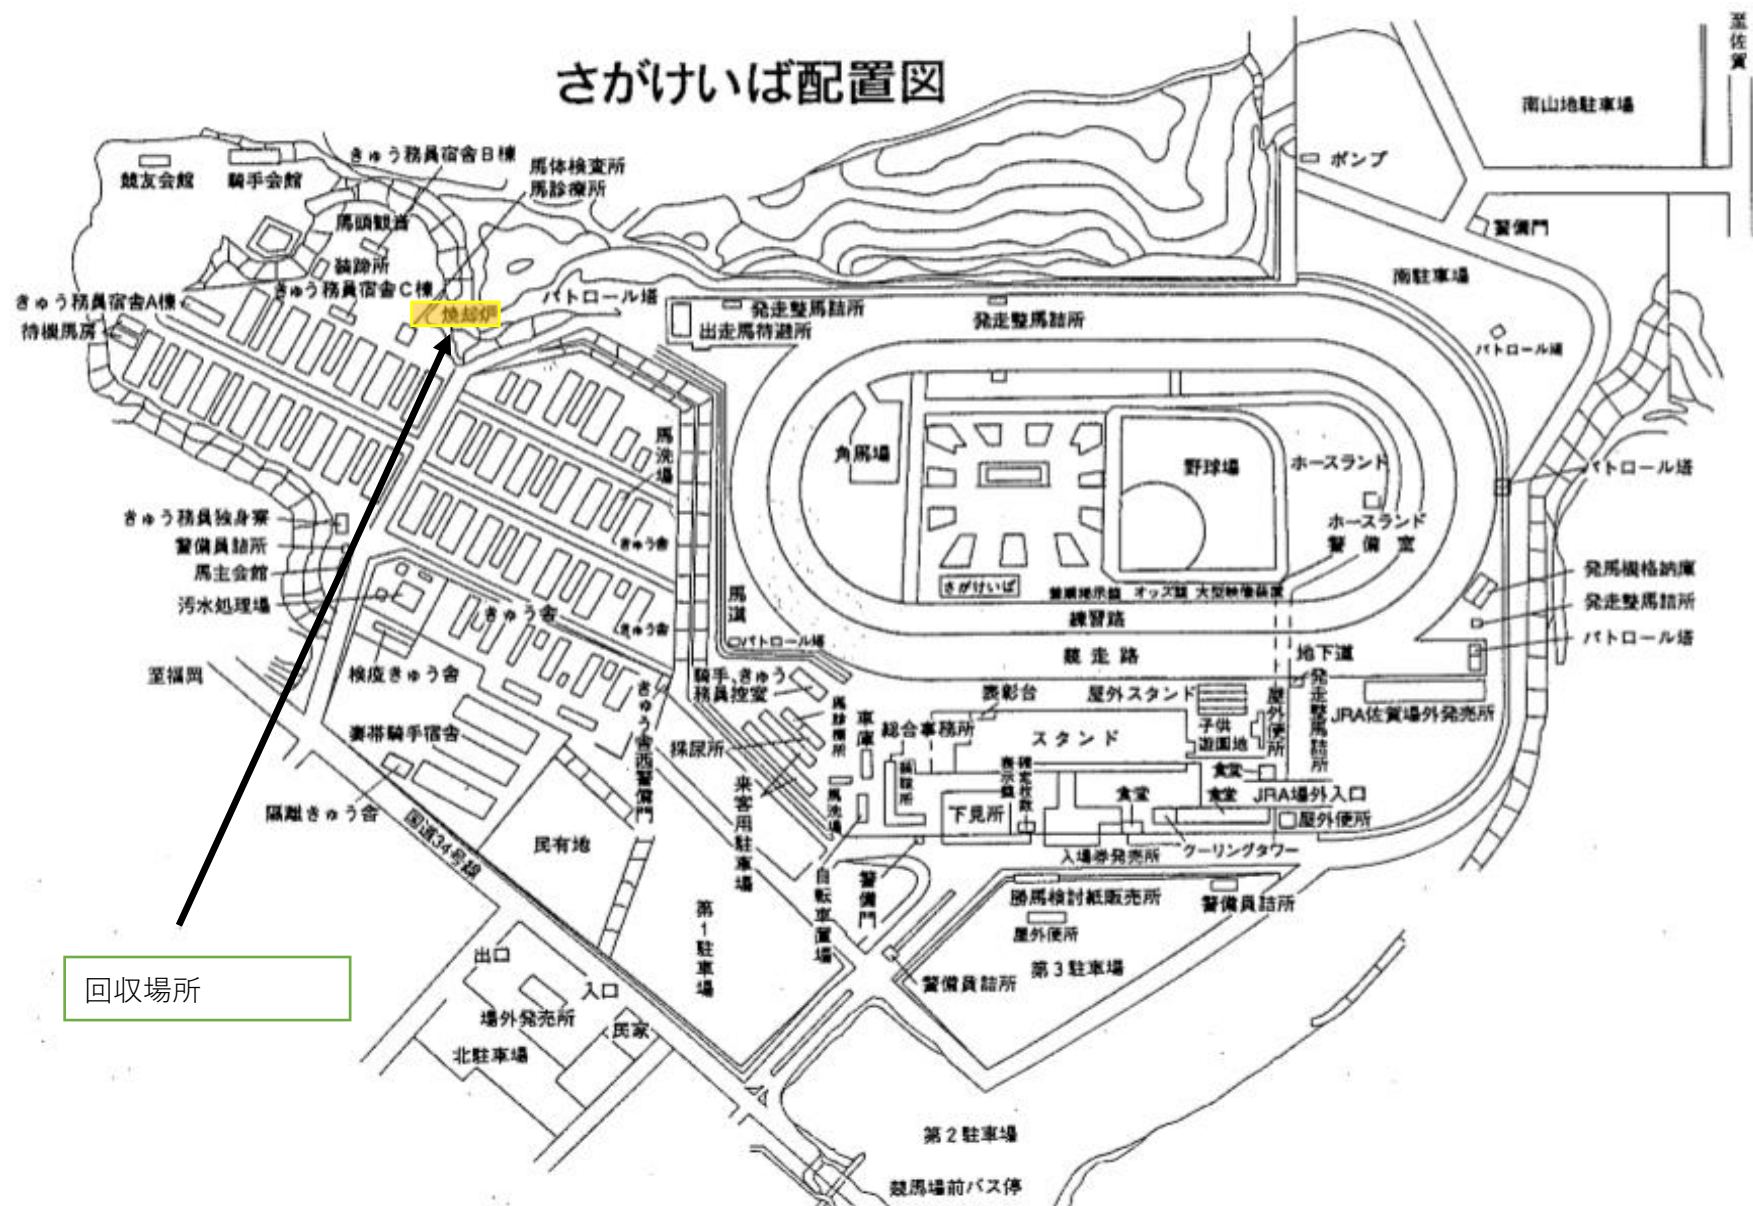 さがけいば配置図
至佐賀
南山地駐車場
ポンプ
警備門
南駐車場
きゅう務員宿舎B棟
馬体検査所
馬診療所
競友会館
騎手会館
馬頭観音
装蹄所
きゅう務員宿舎C棟
きゅう務員宿舎A棟
待機馬房
焼却炉
パトロール塔
発走整馬詰所
出走馬待避所
発走整馬詰所
パトロール塔
馬洗場
角馬場
野球場
ホースランド
パトロール塔
ホースランド
警備室
きゅう務員独身寮
警備員詰所
馬主会館
汚水処理場
きゅう舎
きゅう舎
きゅう舎
馬道
さがけいば
着順掲示盤
オッズ盤
大型映像装置
練習路
発馬機格納庫
発走整馬詰所
パトロール塔
パトロール塔
競走路
地下道
至福岡
検疫きゅう舎
騎手、きゅう
務員控室
表彰台
屋外スタンド
屋外便所
発走整馬詰所
JRA佐賀場外発売所
妻帯騎手宿舎
きゅう舎西警備門
採尿所
馬診療所
車庫
総合事務所
スタンド
子供
遊園地
食堂
食堂
食堂
JRA場外入口
屋外便所
隔離きゅう舎
国道34号線
民有地
来客用駐車場
馬洗場
下見所
入場券発売所
クーリングタワー
第1駐車場
自転車置場
警備門
勝馬検討紙販売所
警備員詰所
屋外便所
第3駐車場
警備員詰所
出口
入口
場外発売所
民家
北駐車場
回収場所
第2駐車場
競馬場前バス停